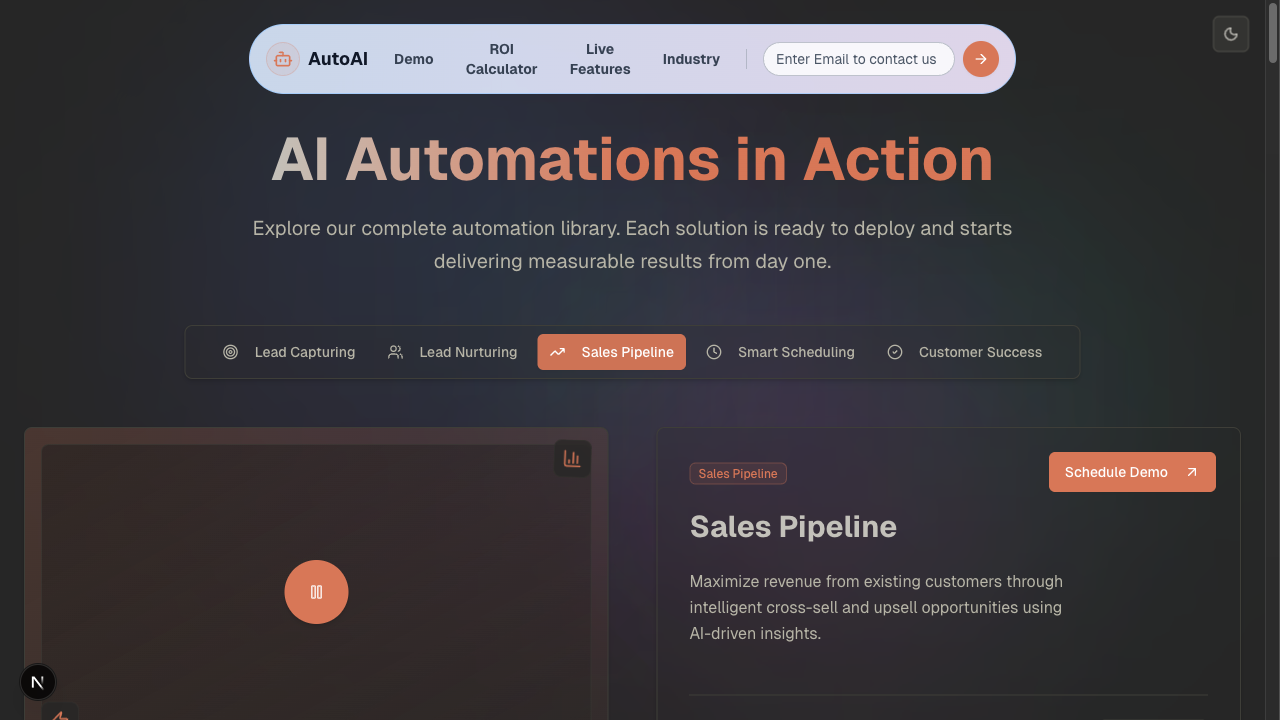 AutoAI
Demo
ROI
Calculator
Live
Features
Industry
Enter Email to contact us
AI Automations in Action
Explore our complete automation library. Each solution is ready to deploy and starts
delivering measurable results from day one.
Lead Capturing
Lead Nurturing
Sales Pipeline
Smart Scheduling
Customer Success
Sales Pipeline
Schedule Demo
Sales Pipeline
Maximize revenue from existing customers through
intelligent cross-sell and upsell opportunities using
AI-driven insights.
N